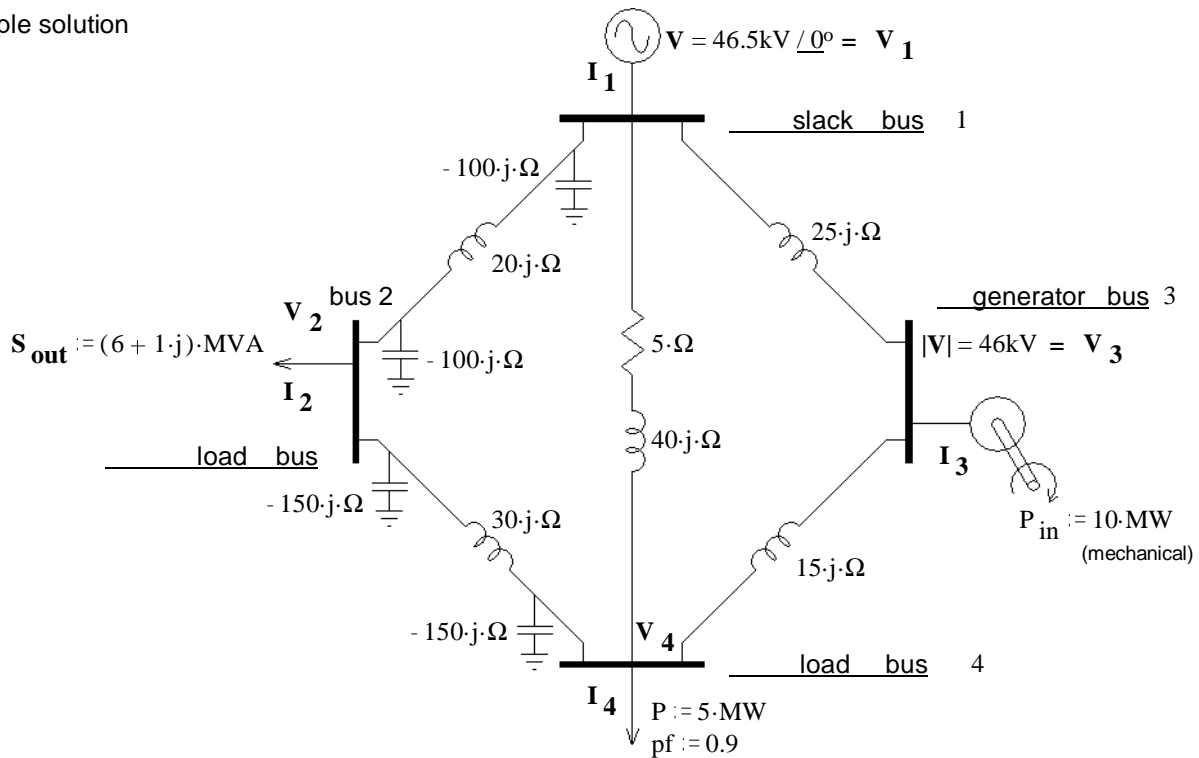 ple solution
V = 46.5kV /0º = V 1
I 1
slack bus 1
- 100·j·Ω
25·j·Ω
20·j·Ω
bus 2
V 2
generator bus 3
S out := (6 + 1·j)·MVA
- 100·j·Ω
5·Ω
|V| = 46kV = V 3
I 2
40·j·Ω
load bus
I 3
- 150·j·Ω
30·j·Ω
P in := 10·MW
(mechanical)
15·j·Ω
- 150·j·Ω
V 4
load bus 4
I 4
P := 5·MW
pf := 0.9